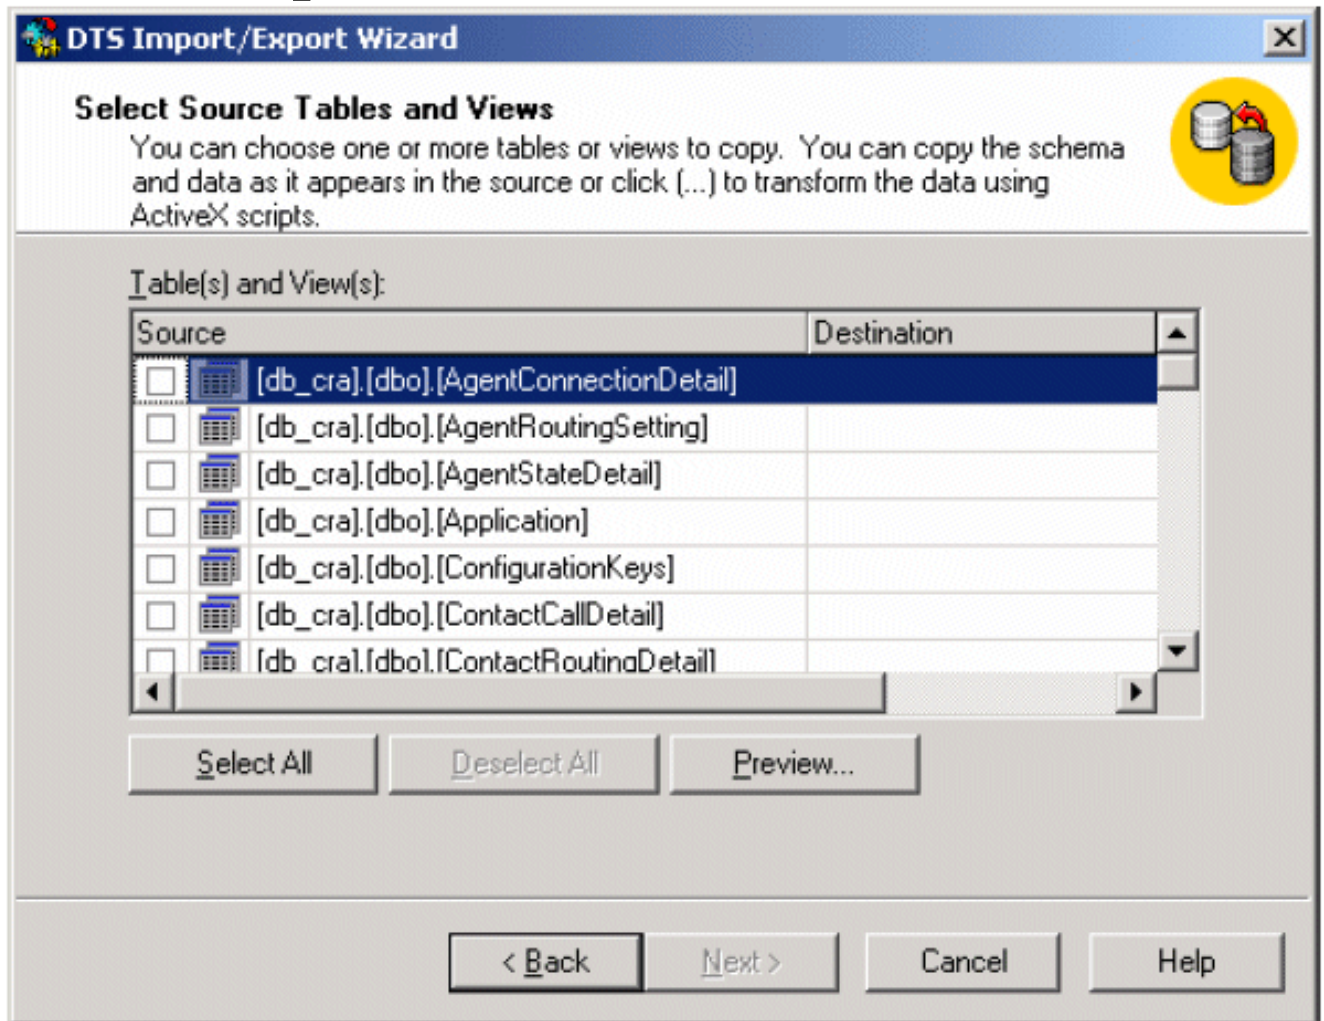 DTS Import/Export Wizard
Select Source Tables and Views
You can choose one or more tables or views to copy. You can copy the schema
and data as it appears in the source or click (...) to transform the data using
ActiveX scripts.
Table(s) and View(s):
Source Destination
[db_cra].[dbo].[AgentConnectionDetail]
[db_cra].[dbo].[AgentRoutingSetting]
[db_cra].[dbo].[AgentStateDetail]
[db_cra].[dbo].[Application]
[db_cra].[dbo].[ConfigurationKeys]
[db_cra].[dbo].[ContactCallDetail]
[db_cra].[dbo].[ContactRoutingDetail]
Select All Deselect All Preview...
< Back Next > Cancel Help